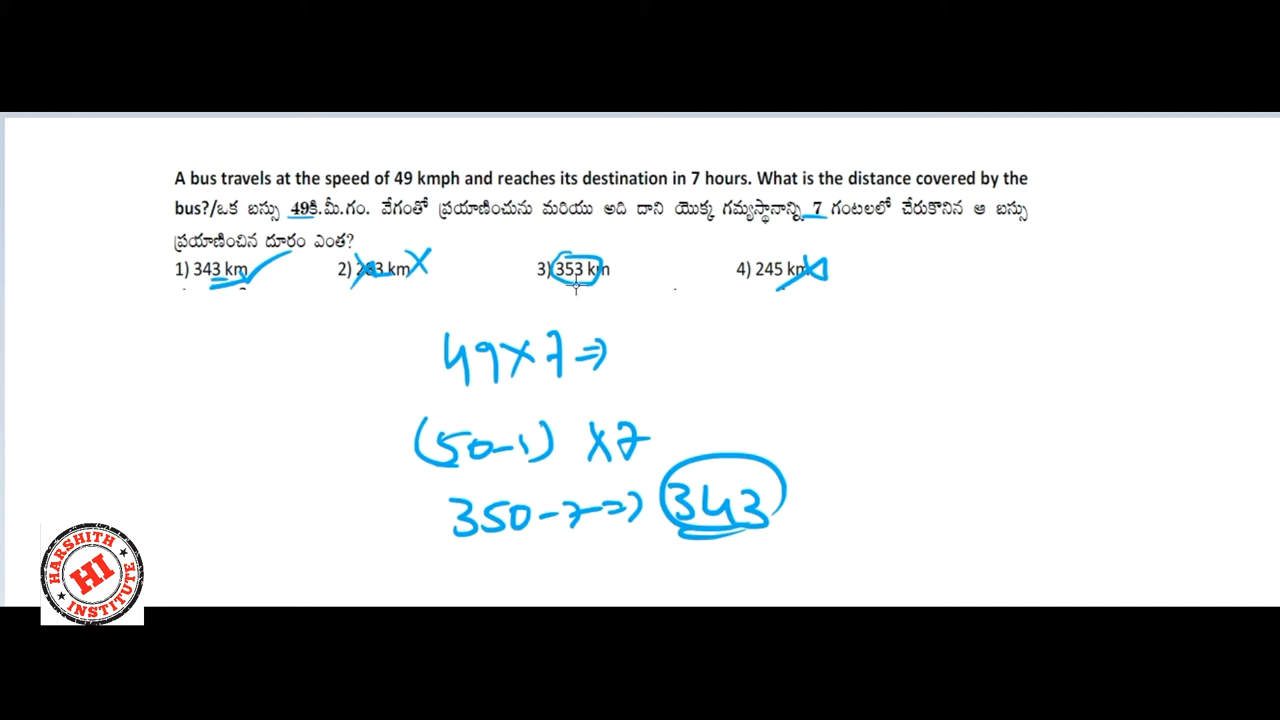 A bus travels at the speed of 49 kmph and reaches its destination in 7 hours. What is the distance covered by the
bus?/ఒక బస్సు 49కి.మీ.గం. వేగంతో ప్రయాణించును మరియు అది దాని యొక్క గమ్యస్థానాన్ని 7 గంటలలో చేరుకొనిన ఆ బస్సు
ప్రయాణించిన దూరం ఎంత?
1) 343 km 2) 283 km 3) 353 km 4) 245 km
49×7⇒
(50-1) ×7
350-7⇒ 343
HARSHITH
HI
INSTITUTE